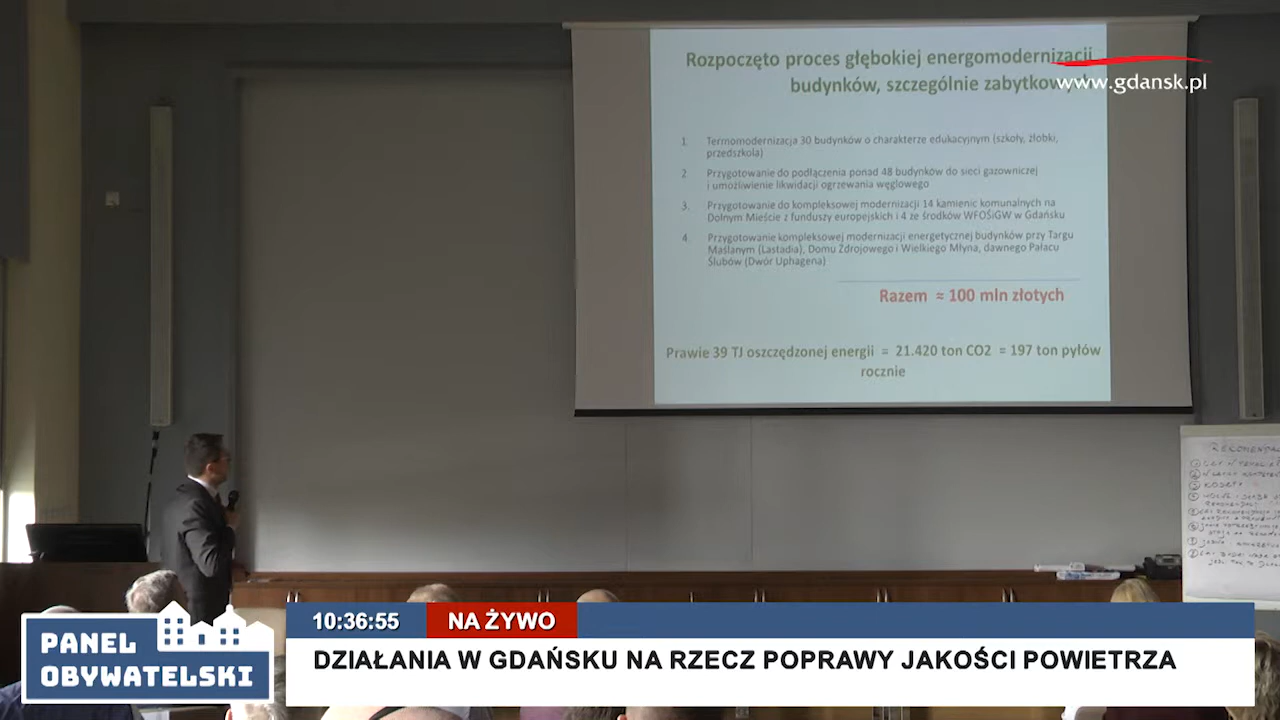 Rozpoczęto proces głębokiej energomodernizacji
budynków, szczególnie
www.gdansk.pl
1. Termomodernizacja 30 budynków o charakterze edukacyjnym (szkoły, żłobki,
przedszkola)
2 Przygotowanie do podłączenia ponad 48 budynków do sieci gazowniczej
i umożliwienie likwidacji ogrzewania węglowego
3. Przygotowanie do kompleksowej modernizacji 14 kamienic komunalnych na
Dolnym Mieście z funduszy europejskich i 4 ze środków WFOŚiGW w Gdańsku
4. Przygotowanie kompleksowej modernizacji energetycznej budynków przy Targu
Maślanym (Lastadia), Domu Zdrojowego i Wielkiego Młyna, dawnego Pałacu
Ślubów (Dwór Uphagena)
Razem ≈ 100 mln złotych
Prawie 39 TJ oszczędzonej energii = 21.420 ton CO2 = 197 ton pyłów
rocznie
KOSZTY
10:36:55 NA ŻYWO
PANEL
OBYWATELSKI
DZIAŁANIA W GDAŃSKU NA RZECZ POPRAWY JAKOŚCI POWIETRZA